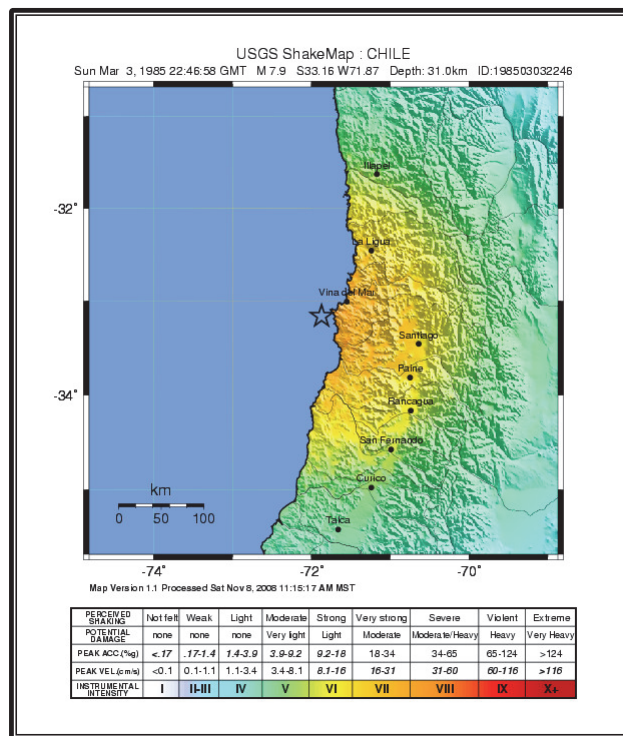 USGS ShakeMap : CHILE
Sun Mar 3, 1985 22:46:58 GMT M 7.9 S33.16 W71.87 Depth: 31.0km ID:198503032246
Illapel
-32°
La Ligua
Vina del Mar
Santiago
-34°
Paine
Rancagua
San Fernando
Curico
km
0 50 100
Talca
-74° -72° -70°
Map Version 1.1 Processed Sat Nov 8, 2008 11:15:17 AM MST
PERCEIVED SHAKING Not felt Weak Light Moderate Strong Very strong Severe Violent Extreme
POTENTIAL DAMAGE none none none Very light Light Moderate Moderate/Heavy Heavy Very Heavy
PEAK ACC.(%g) <.17 .17-1.4 1.4-3.9 3.9-9.2 9.2-18 18-34 34-65 65-124 >124
PEAK VEL.(cm/s) <0.1 0.1-1.1 1.1-3.4 3.4-8.1 8.1-16 16-31 31-60 60-116 >116
INSTRUMENTAL INTENSITY I II-III IV V VI VII VIII IX X+